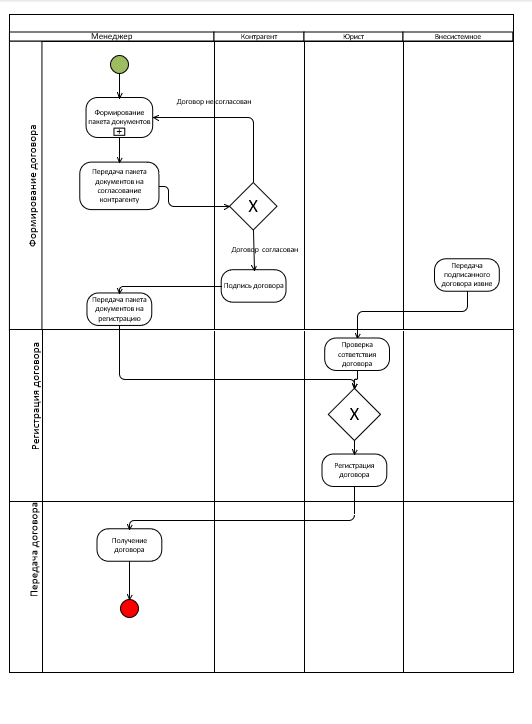 Менеджер
Контрагент
Юрист
Внесистемное
Формирование договора
Договор не согласован
Формирование
пакета документов
+
Передача пакета
документов на
согласование
контрагенту
X
Договор согласован
Передача
подписанного
договора извне
Подпись договора
Передача пакета
документов на
регистрацию
Регистрация договора
Проверка
сответствия
договора
X
Регистрация
договора
Передача договора
Получение
договора